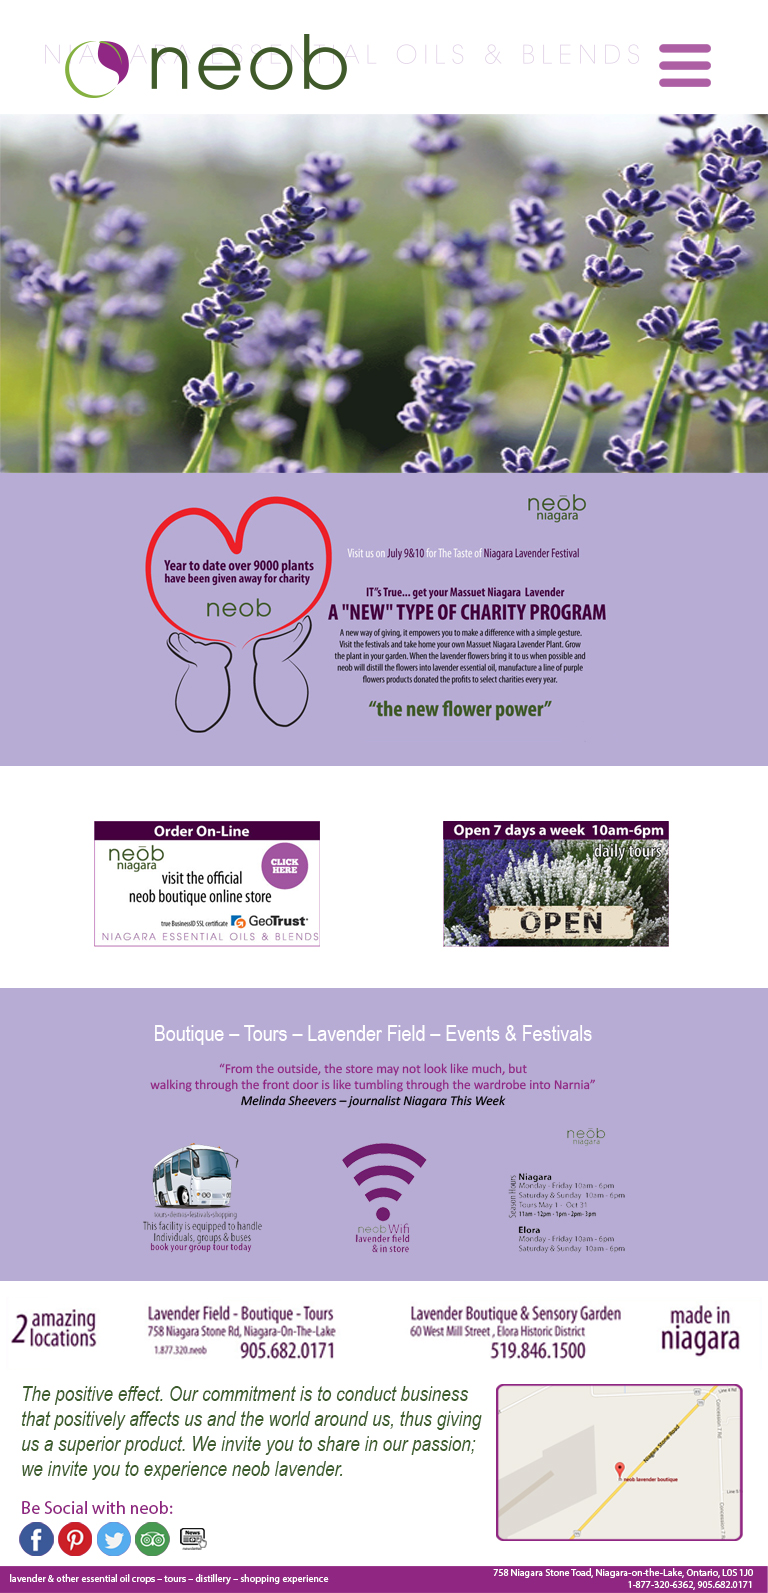 NIAGARA ESSENTIAL OILS & BLENDS
neob
neōb
niagara
Visit us on July 9&10 for The Taste of Niagara Lavender Festival
Year to date over 9000 plants
have been given away for charity
neob
IT"s True... get your Massuet Niagara Lavender
A "NEW" TYPE OF CHARITY PROGRAM
A new way of giving, it empowers you to make a difference with a simple gesture.
Visit the festivals and take home your own Massuet Niagara Lavender Plant. Grow
the plant in your garden. When the lavender flowers bring it to us when possible and
neob will distill the flowers into lavender essential oil, manufacture a line of purple
flowers products donated the profits to select charities every year.
“the new flower power”
Order On-Line
neōb
niagara
CLICK
HERE
visit the official
neob boutique online store
true BusinessID SSL certificate GeoTrust
NIAGARA ESSENTIAL OILS & BLENDS
Open 7 days a week 10am-6pm
daily tours
OPEN
Boutique – Tours – Lavender Field – Events & Festivals
“From the outside, the store may not look like much, but
walking through the front door is like tumbling through the wardrobe into Narnia”
Melinda Sheevers – journalist Niagara This Week
tours•events•festivals•shopping
This facility is equipped to handle
Individuals, groups & buses
book your group tour today
neob Wifi
lavender field
& in store
neōb
niagara
Season Hours
Niagara
Monday - Friday 10am - 6pm
Saturday & Sunday 10am - 6pm
Tours May 1 - Oct 31
11am - 12pm - 1pm - 2pm - 3pm
Elora
Monday - Friday 10am - 6pm
Saturday & Sunday 10am - 6pm
2 amazing
locations
Lavender Field - Boutique - Tours
758 Niagara Stone Rd, Niagara-On-The-Lake
1.877.320.neob 905.682.0171
Lavender Boutique & Sensory Garden
60 West Mill Street , Elora Historic District
519.846.1500
made in
niagara
The positive effect. Our commitment is to conduct business
that positively affects us and the world around us, thus giving
us a superior product. We invite you to share in our passion;
we invite you to experience neob lavender.
Line 4 Rd
Concession 7 Rd
Niagara Stone Road
neob lavender boutique
Line 9
Concession 7
Be Social with neob:
News
newsletter
lavender & other essential oil crops – tours – distillery – shopping experience
758 Niagara Stone Toad, Niagara-on-the-Lake, Ontario, L0S 1J0
1-877-320-6362, 905.682.0171